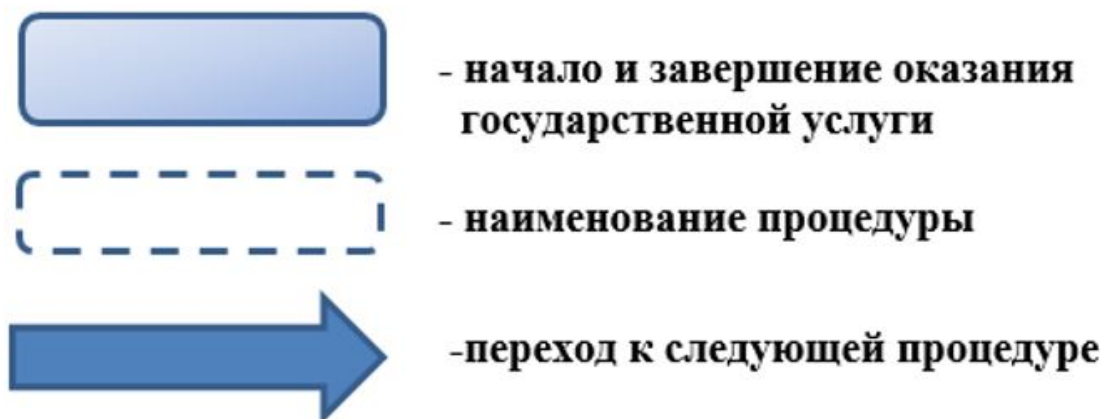 - начало и завершение оказания
государственной услуги
- наименование процедуры
-переход к следующей процедуре